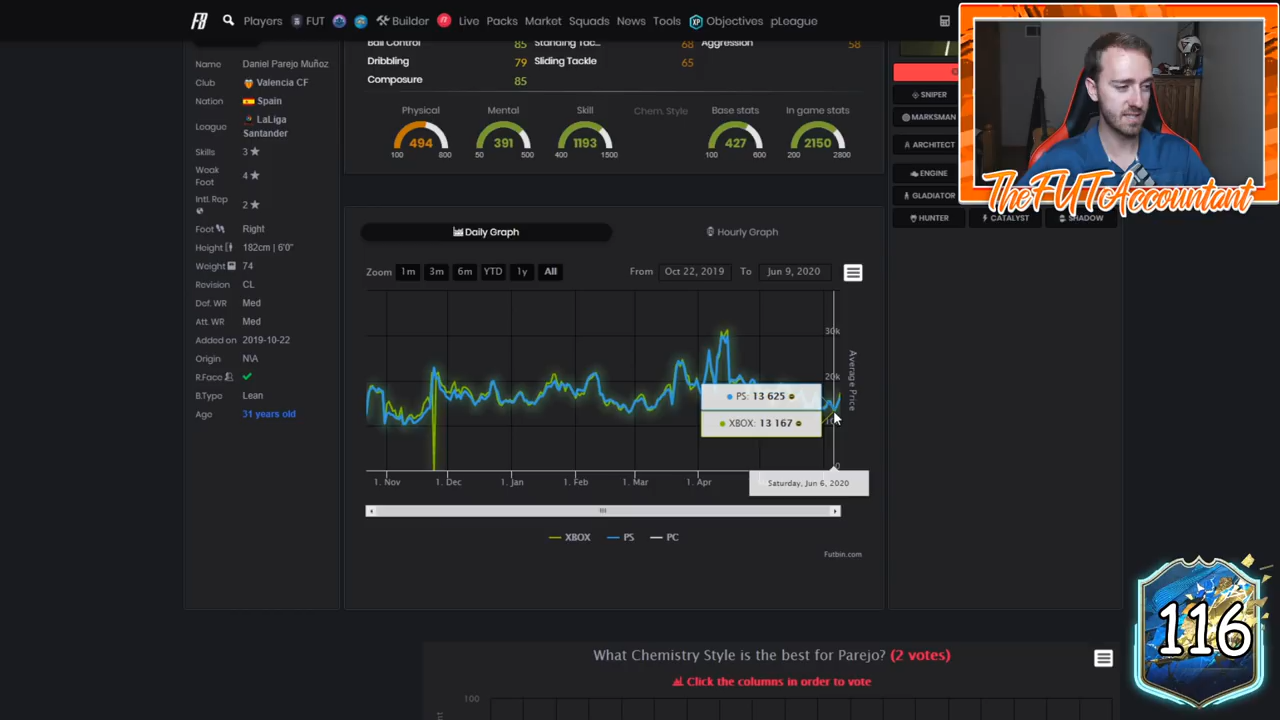 FB Players FUT Builder Live Packs Market Squads News Tools XP Objectives pLeague
Ball Control 85 Standing Tac... 68 Aggression 58
Dribbling 79 Sliding Tackle 65
Composure 85
Name Daniel Parejo Muñoz
Club Valencia CF
Nation Spain
League LaLiga Santander
Skills 3
Weak Foot 4
Intl. Rep 2
Foot Right
Height 182cm | 6'0"
Weight 74
Revision CL
Def. WR Med
Att. WR Med
Added on 2019-10-22
Origin N\A
R.Face
B.Type Lean
Age 31 years old
Physical Mental Skill Chem. Style Base stats In game stats
494 391 1193 427 2150
100 800 50 500 400 1500 100 600 200 2800
SNIPER
MARKSMAN
ARCHITECT
ENGINE
GLADIATOR
HUNTER CATALYST SHADOW
TheFUTAccountant
Daily Graph Hourly Graph
Zoom 1m 3m 6m YTD 1y All From Oct 22, 2019 To Jun 9, 2020
30k
20k
Average Price
PS: 13 625
XBOX: 13 167
0
1. Nov 1. Dec 1. Jan 1. Feb 1. Mar 1. Apr
Saturday, Jun 6, 2020
XBOX PS PC
Futbin.com
116
What Chemistry Style is the best for Parejo? (2 votes)
Click the columns in order to vote
100